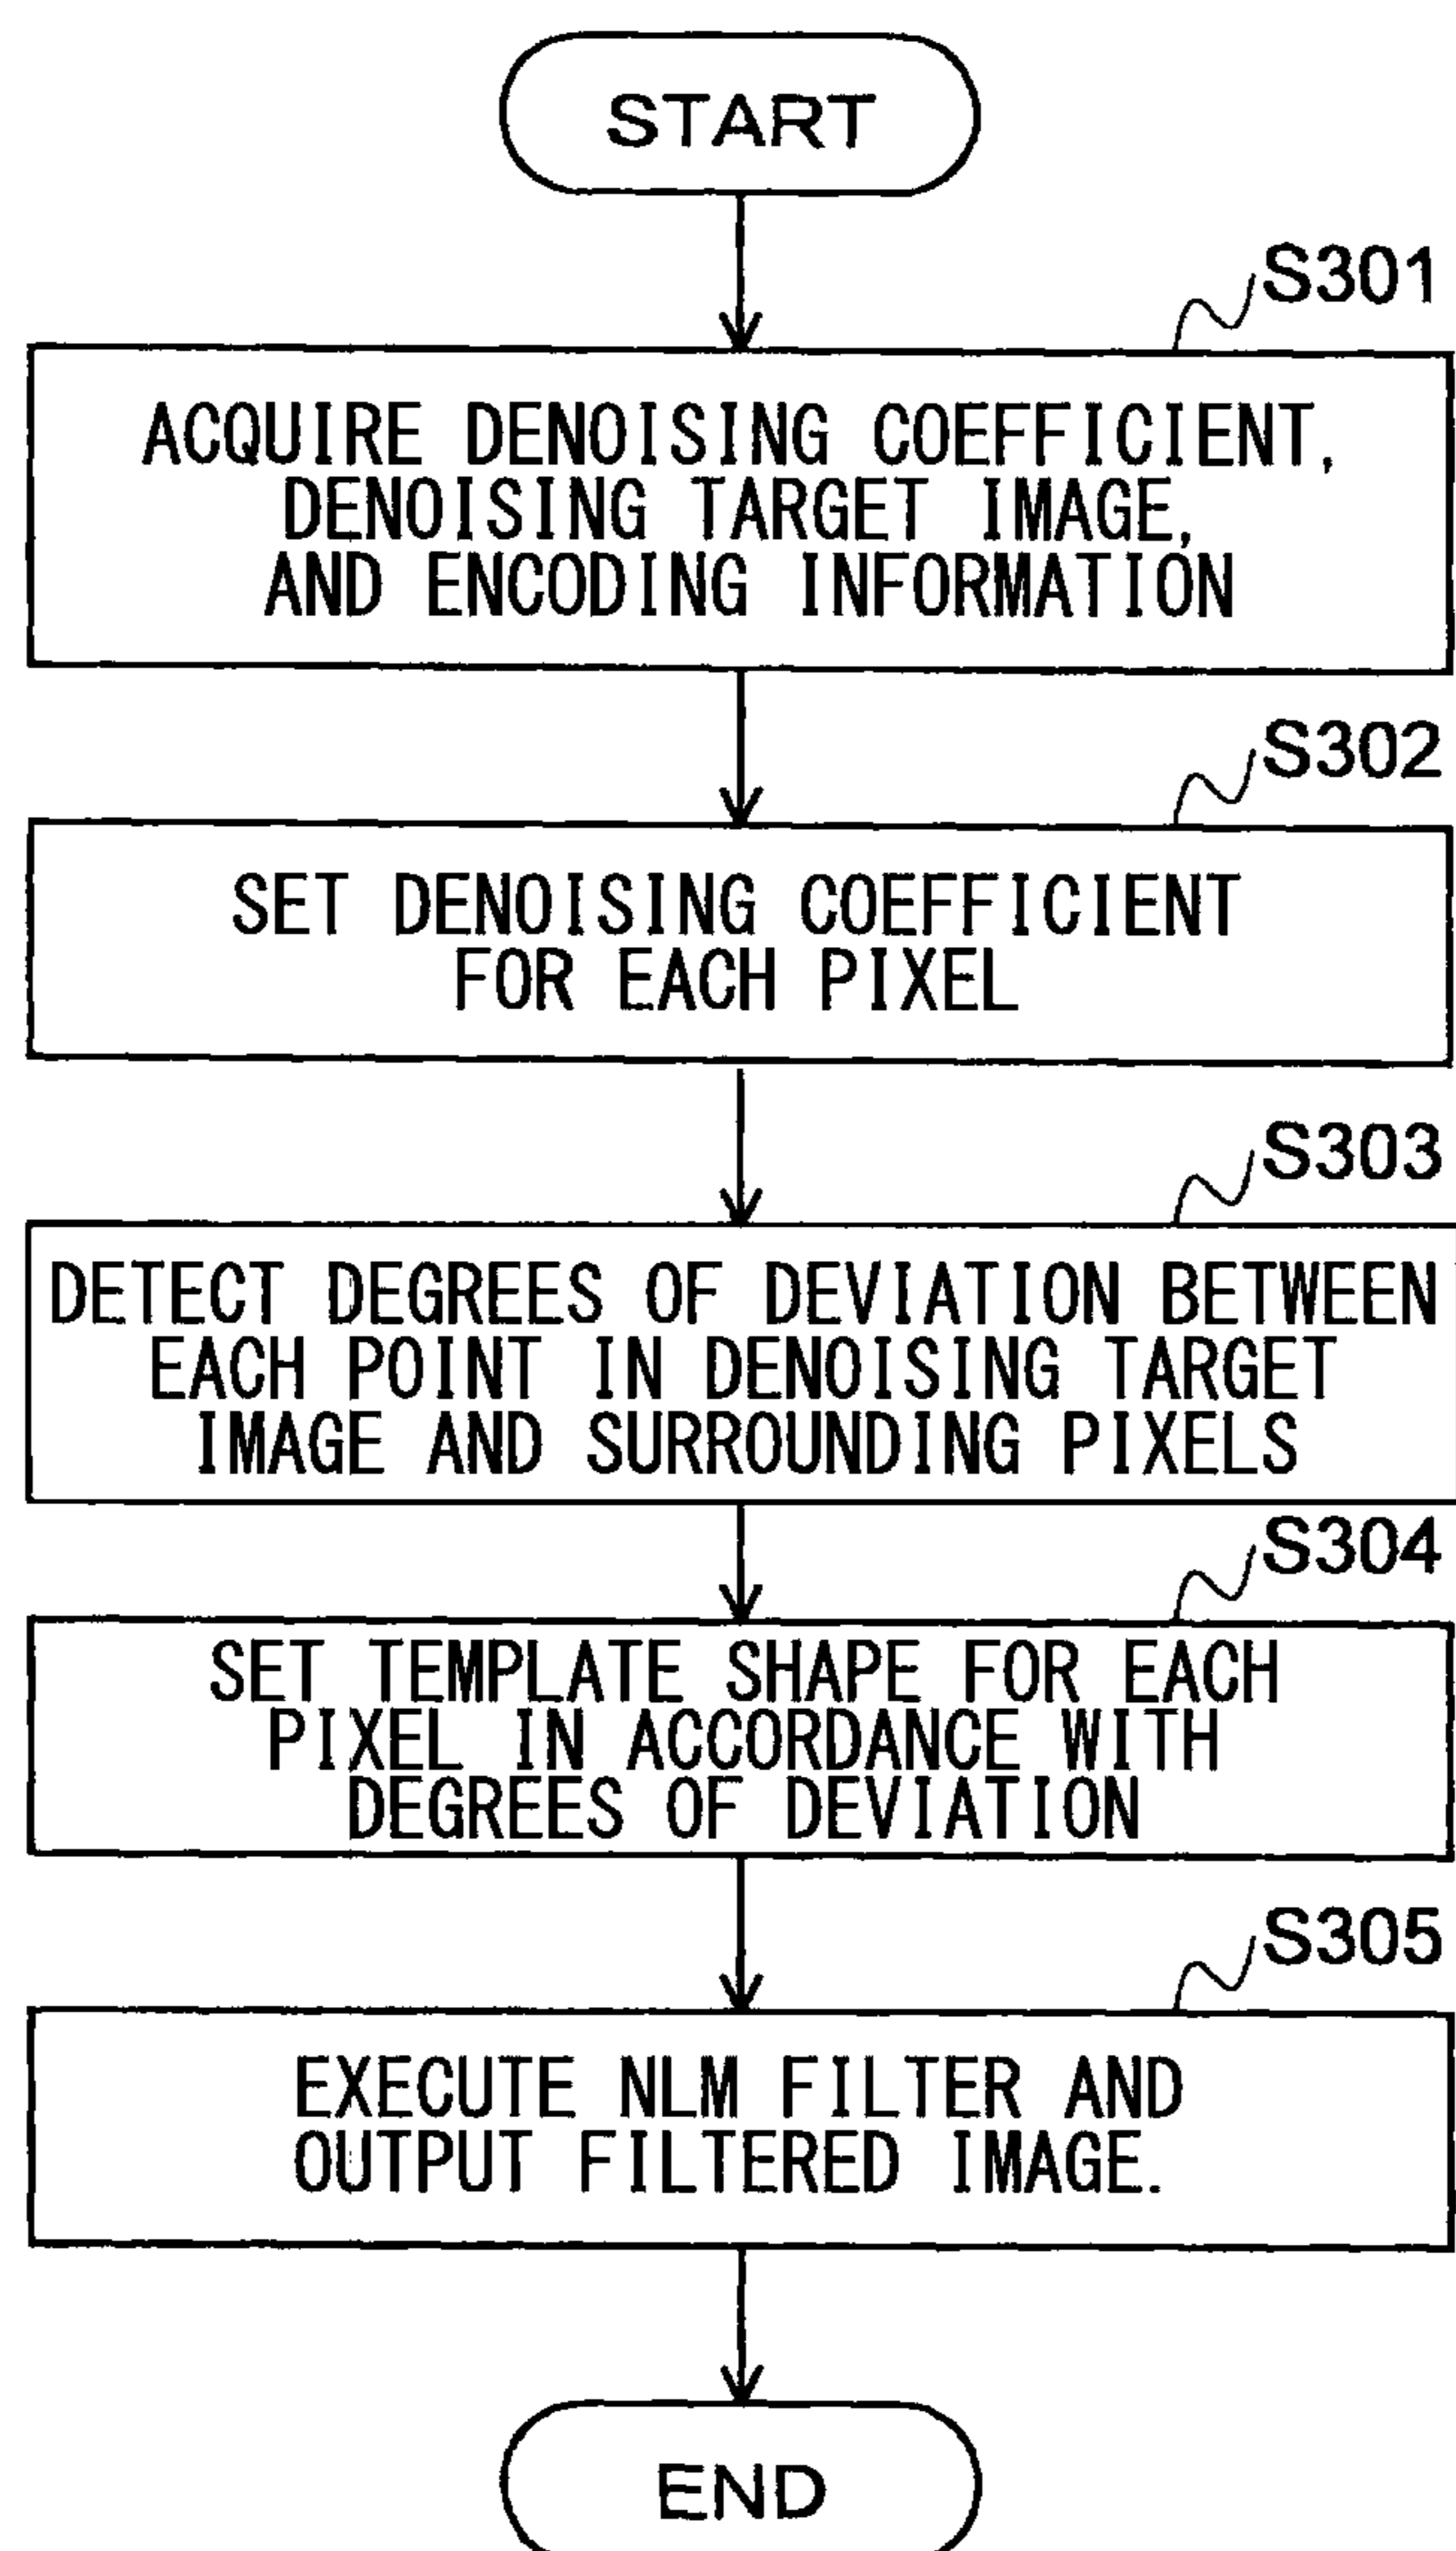 START
S301
ACQUIRE DENOISING COEFFICIENT,
DENOISING TARGET IMAGE,
AND ENCODING INFORMATION
S302
SET DENOISING COEFFICIENT
FOR EACH PIXEL
S303
DETECT DEGREES OF DEVIATION BETWEEN
EACH POINT IN DENOISING TARGET
IMAGE AND SURROUNDING PIXELS
S304
SET TEMPLATE SHAPE FOR EACH
PIXEL IN ACCORDANCE WITH
DEGREES OF DEVIATION
S305
EXECUTE NLM FILTER AND
OUTPUT FILTERED IMAGE.
END